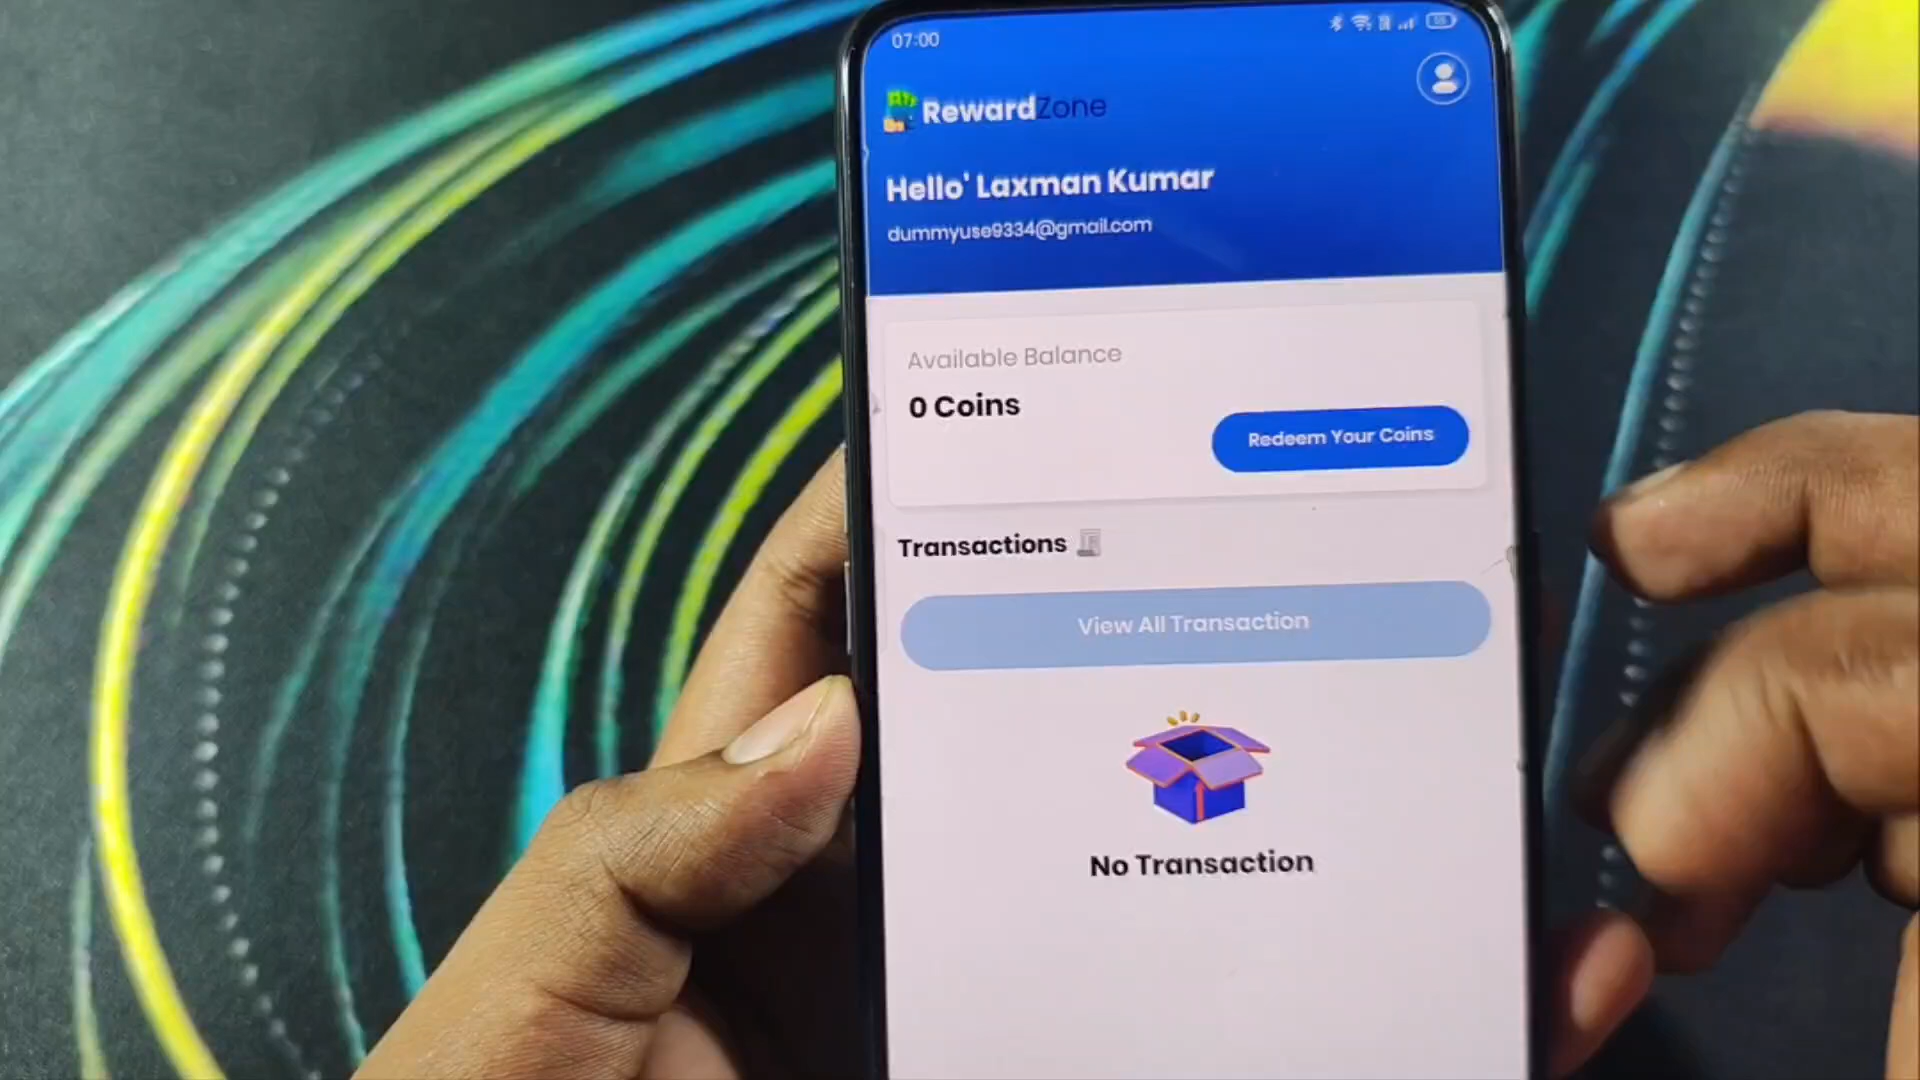 07:00
RewardZone
Hello' Laxman Kumar
dummyuse9334@gmail.com
Available Balance
0 Coins
Redeem Your Coins
Transactions
View All Transaction
No Transaction